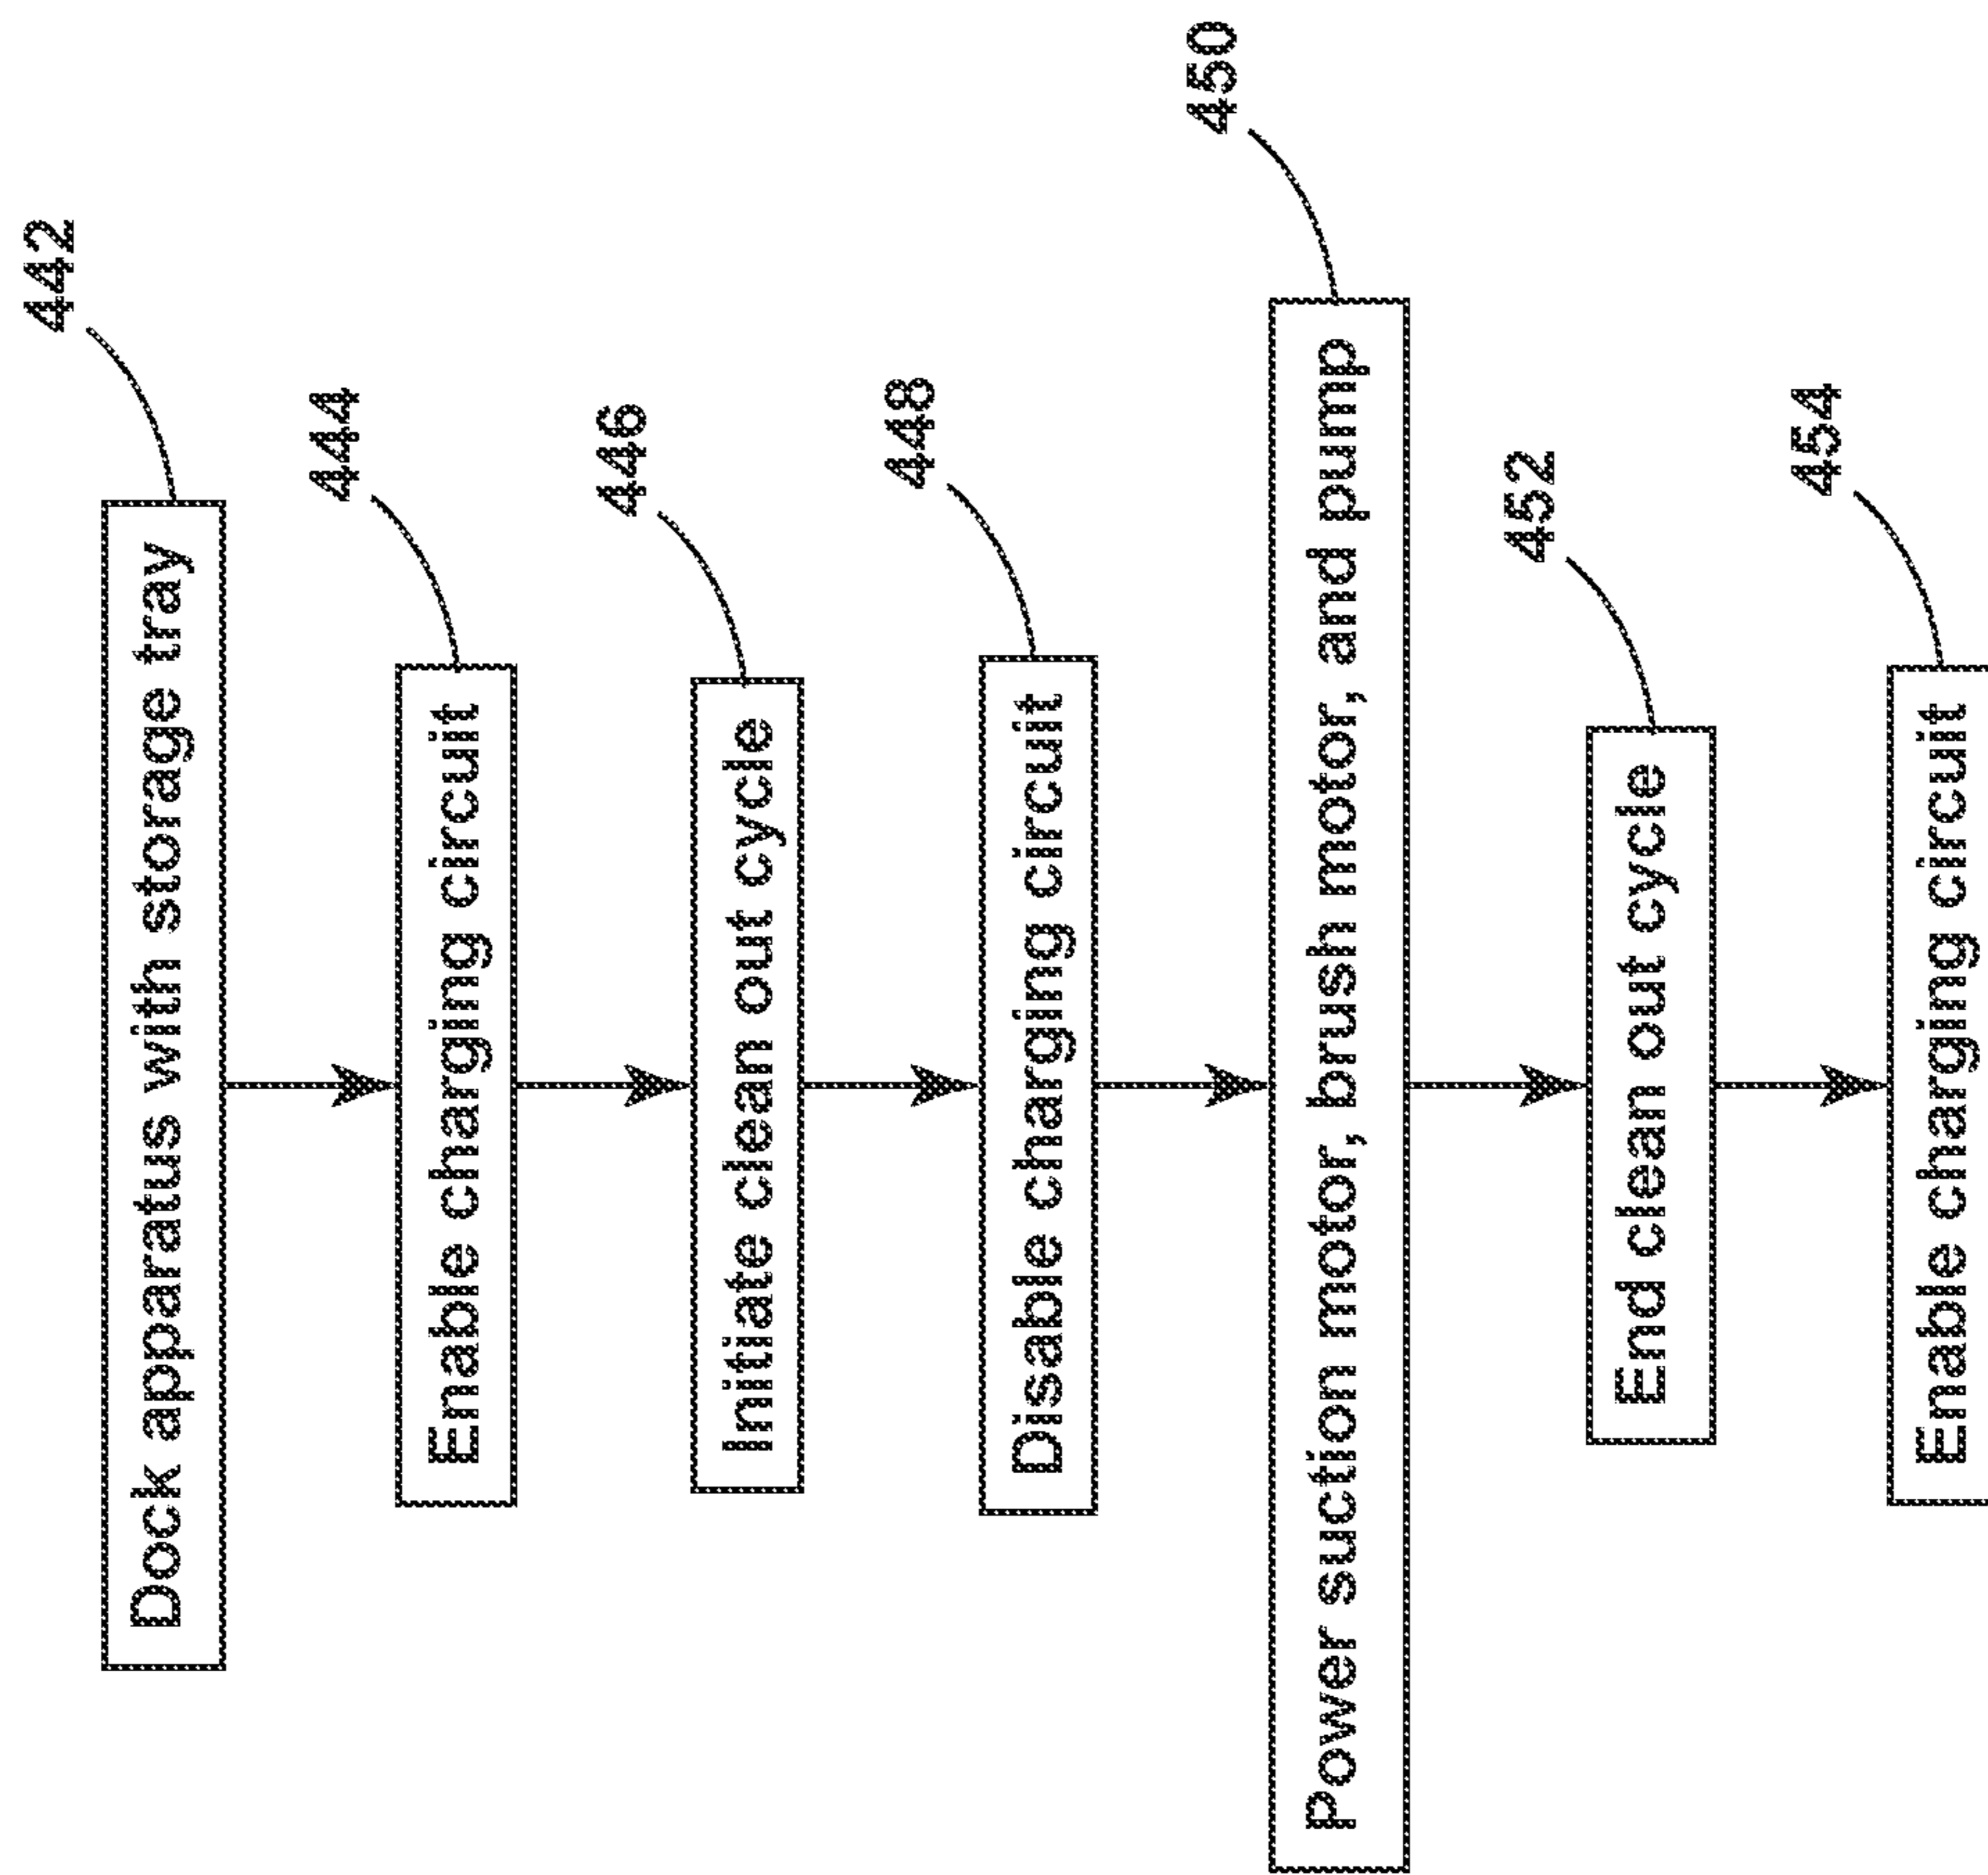 442
Dock apparatus with storage tray
444
Enable charging circuit
446
Initiate clean out cycle
448
Disable charging circuit
450
Power suction motor, brush motor, and pump
452
End clean out cycle
454
Enable charging circuit